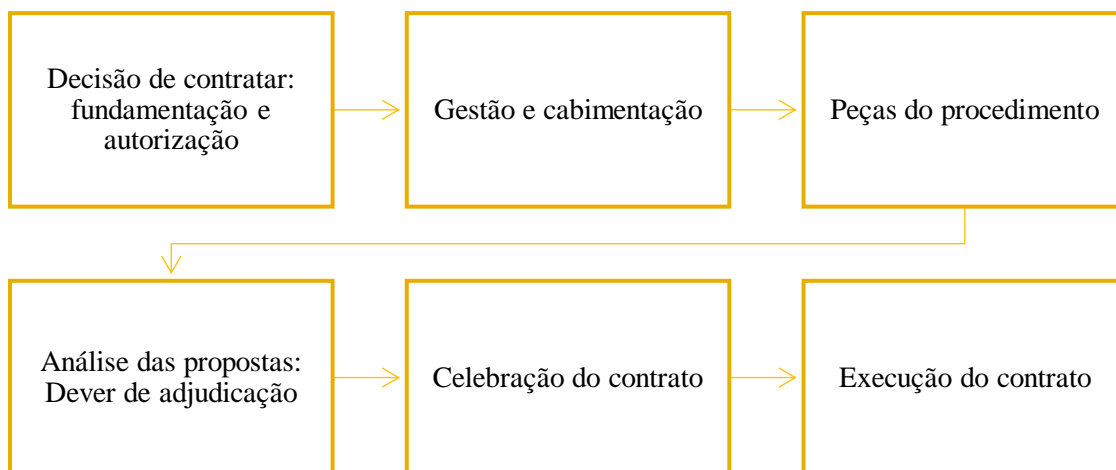 Decisão de contratar:
fundamentação e
autorização
Gestão e cabimentação
Peças do procedimento
Análise das propostas:
Dever de adjudicação
Celebração do contrato
Execução do contrato